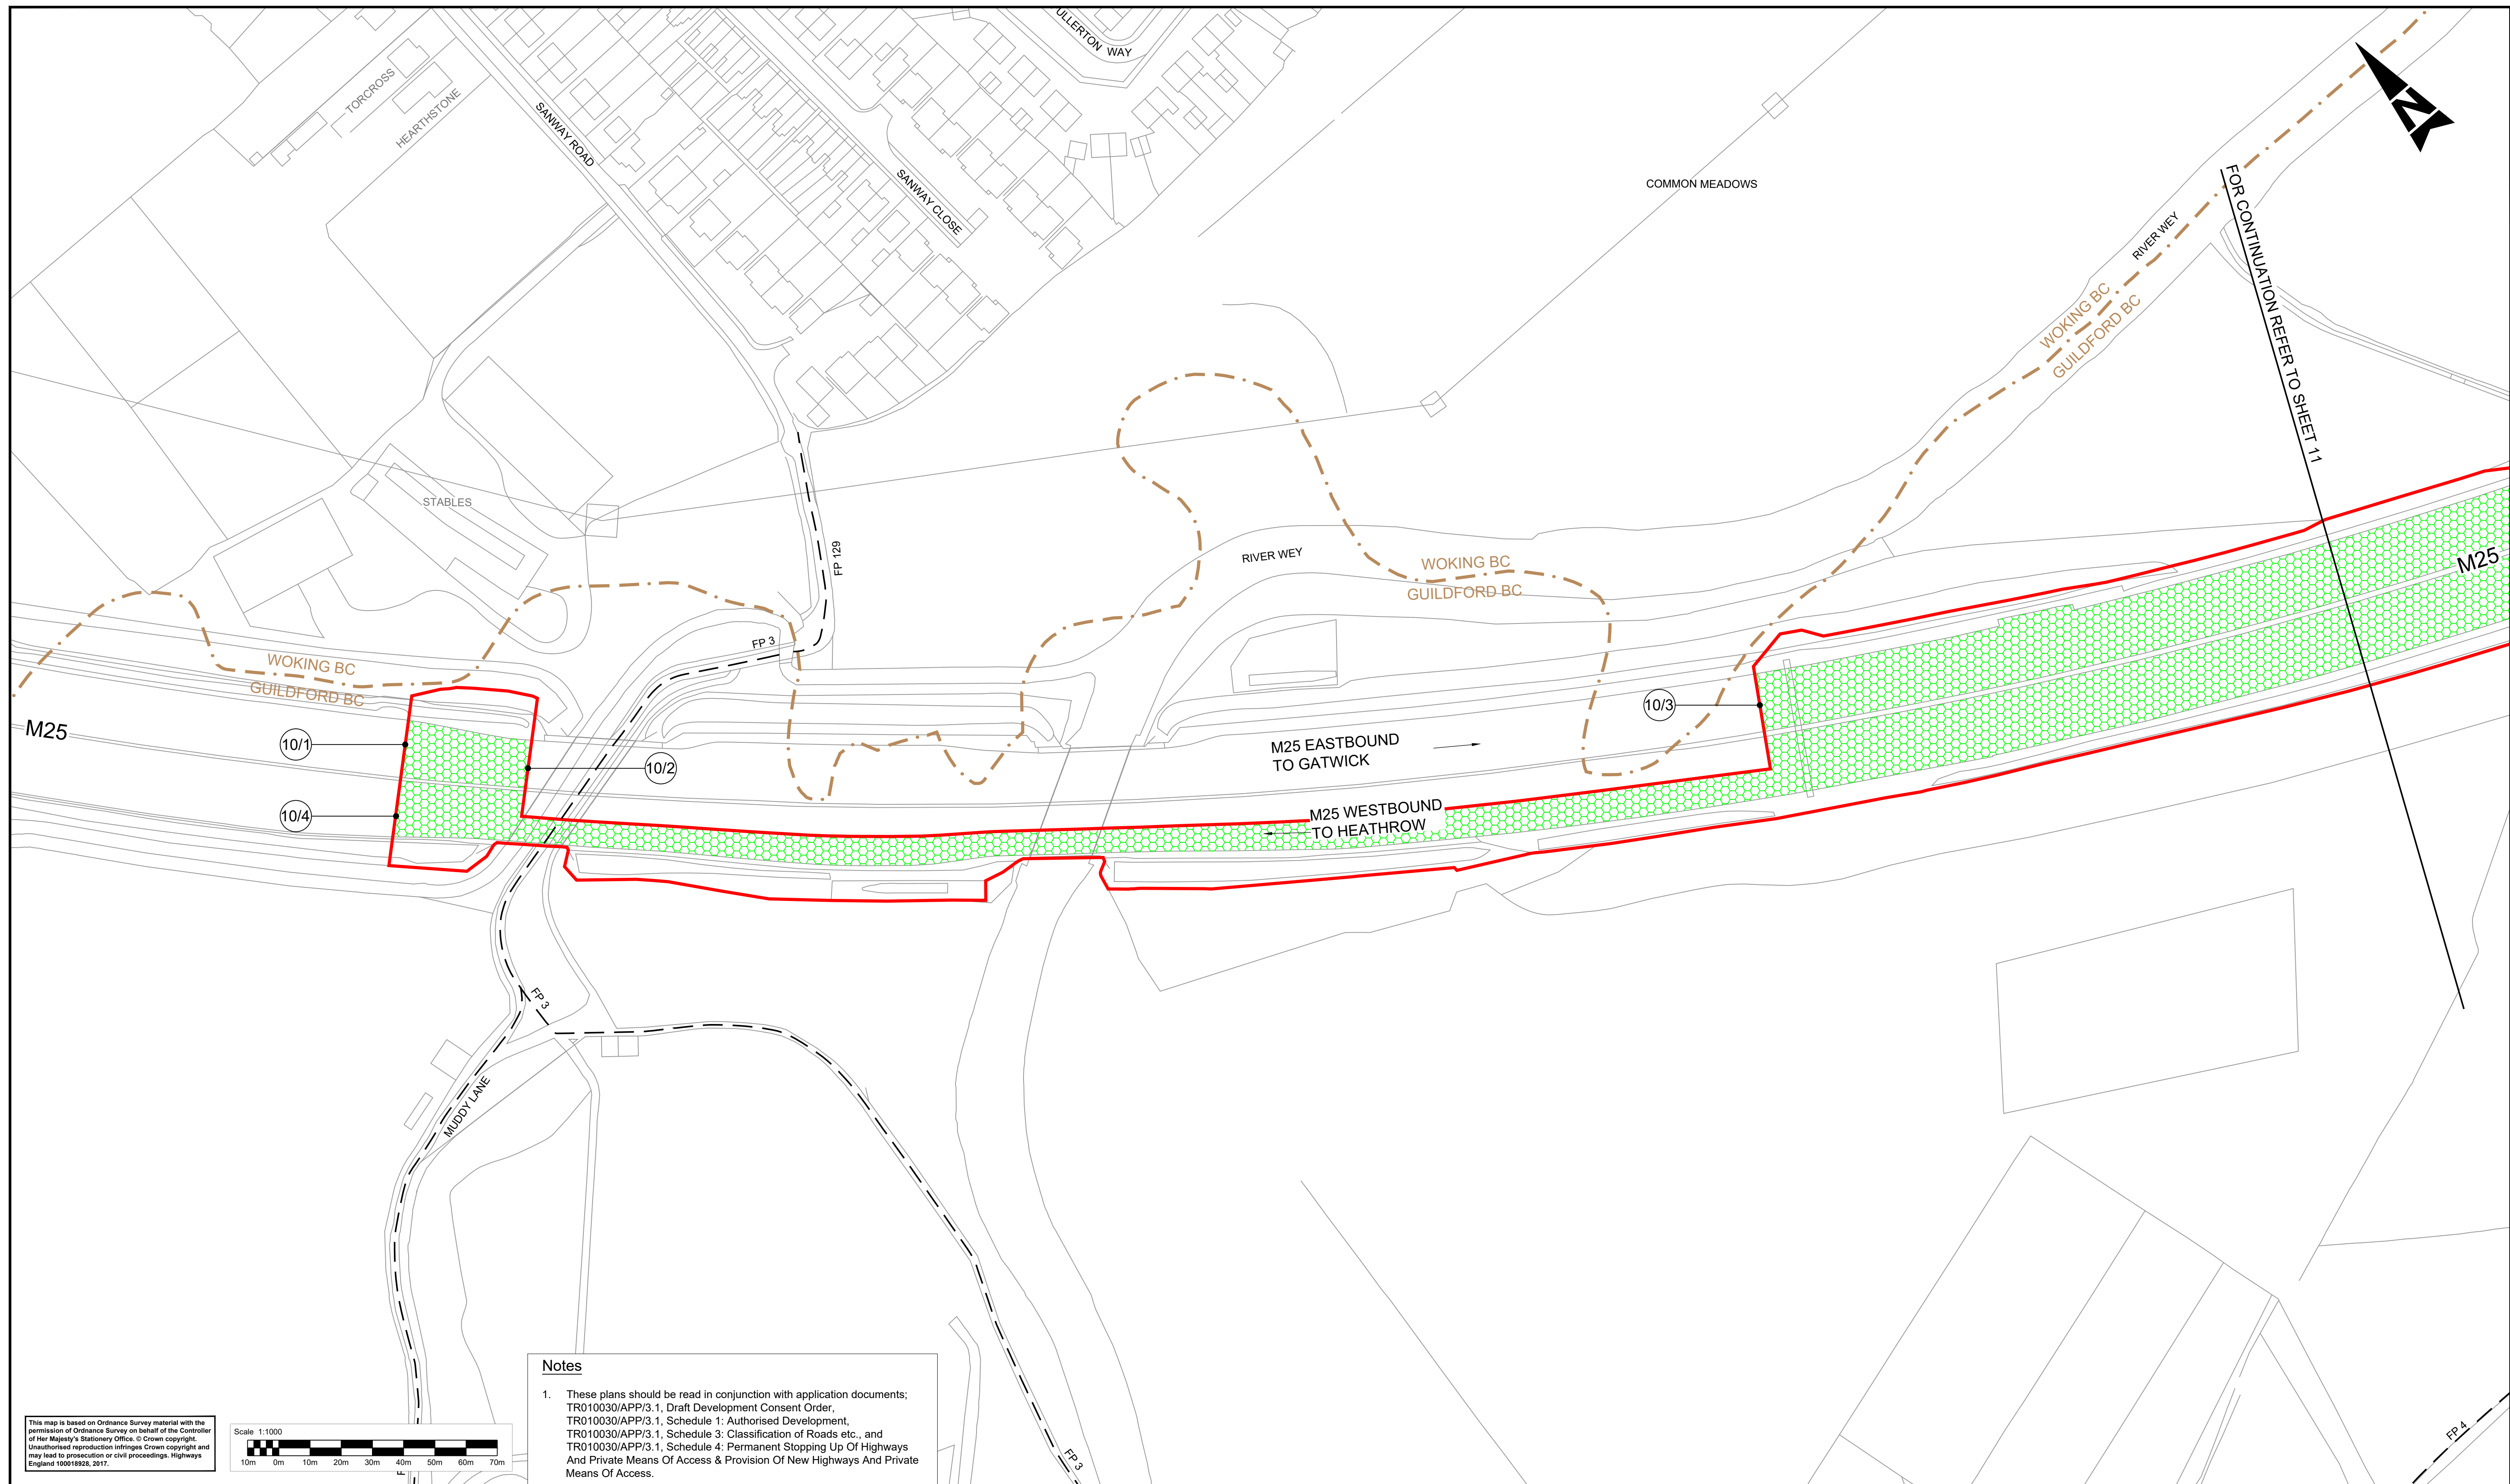 ULLERTON WAY
TORCROSS
HEARTHSTONE
SANWAY ROAD
SANWAY CLOSE
COMMON MEADOWS
N
FOR CONTINUATION REFER TO SHEET 11
RIVER WEY
WOKING BC
GUILDFORD BC
STABLES
FP 129
RIVER WEY
WOKING BC
GUILDFORD BC
M25
FP 3
WOKING BC
GUILDFORD BC
M25
10/1
10/2
10/3
10/4
M25 EASTBOUND
TO GATWICK
M25 WESTBOUND
TO HEATHROW
FP 3
MUDDY LANE
FP 3
FP 4
Notes
1. These plans should be read in conjunction with application documents;
TR010030/APP/3.1, Draft Development Consent Order,
TR010030/APP/3.1, Schedule 1: Authorised Development,
TR010030/APP/3.1, Schedule 3: Classification of Roads etc., and
TR010030/APP/3.1, Schedule 4: Permanent Stopping Up Of Highways
And Private Means Of Access & Provision Of New Highways And Private
Means Of Access.
This map is based on Ordnance Survey material with the
permission of Ordnance Survey on behalf of the Controller
of Her Majesty's Stationery Office. © Crown copyright.
Unauthorised reproduction infringes Crown copyright and
may lead to prosecution or civil proceedings. Highways
England 100018928, 2017.
Scale 1:1000
10m 0m 10m 20m 30m 40m 50m 60m 70m